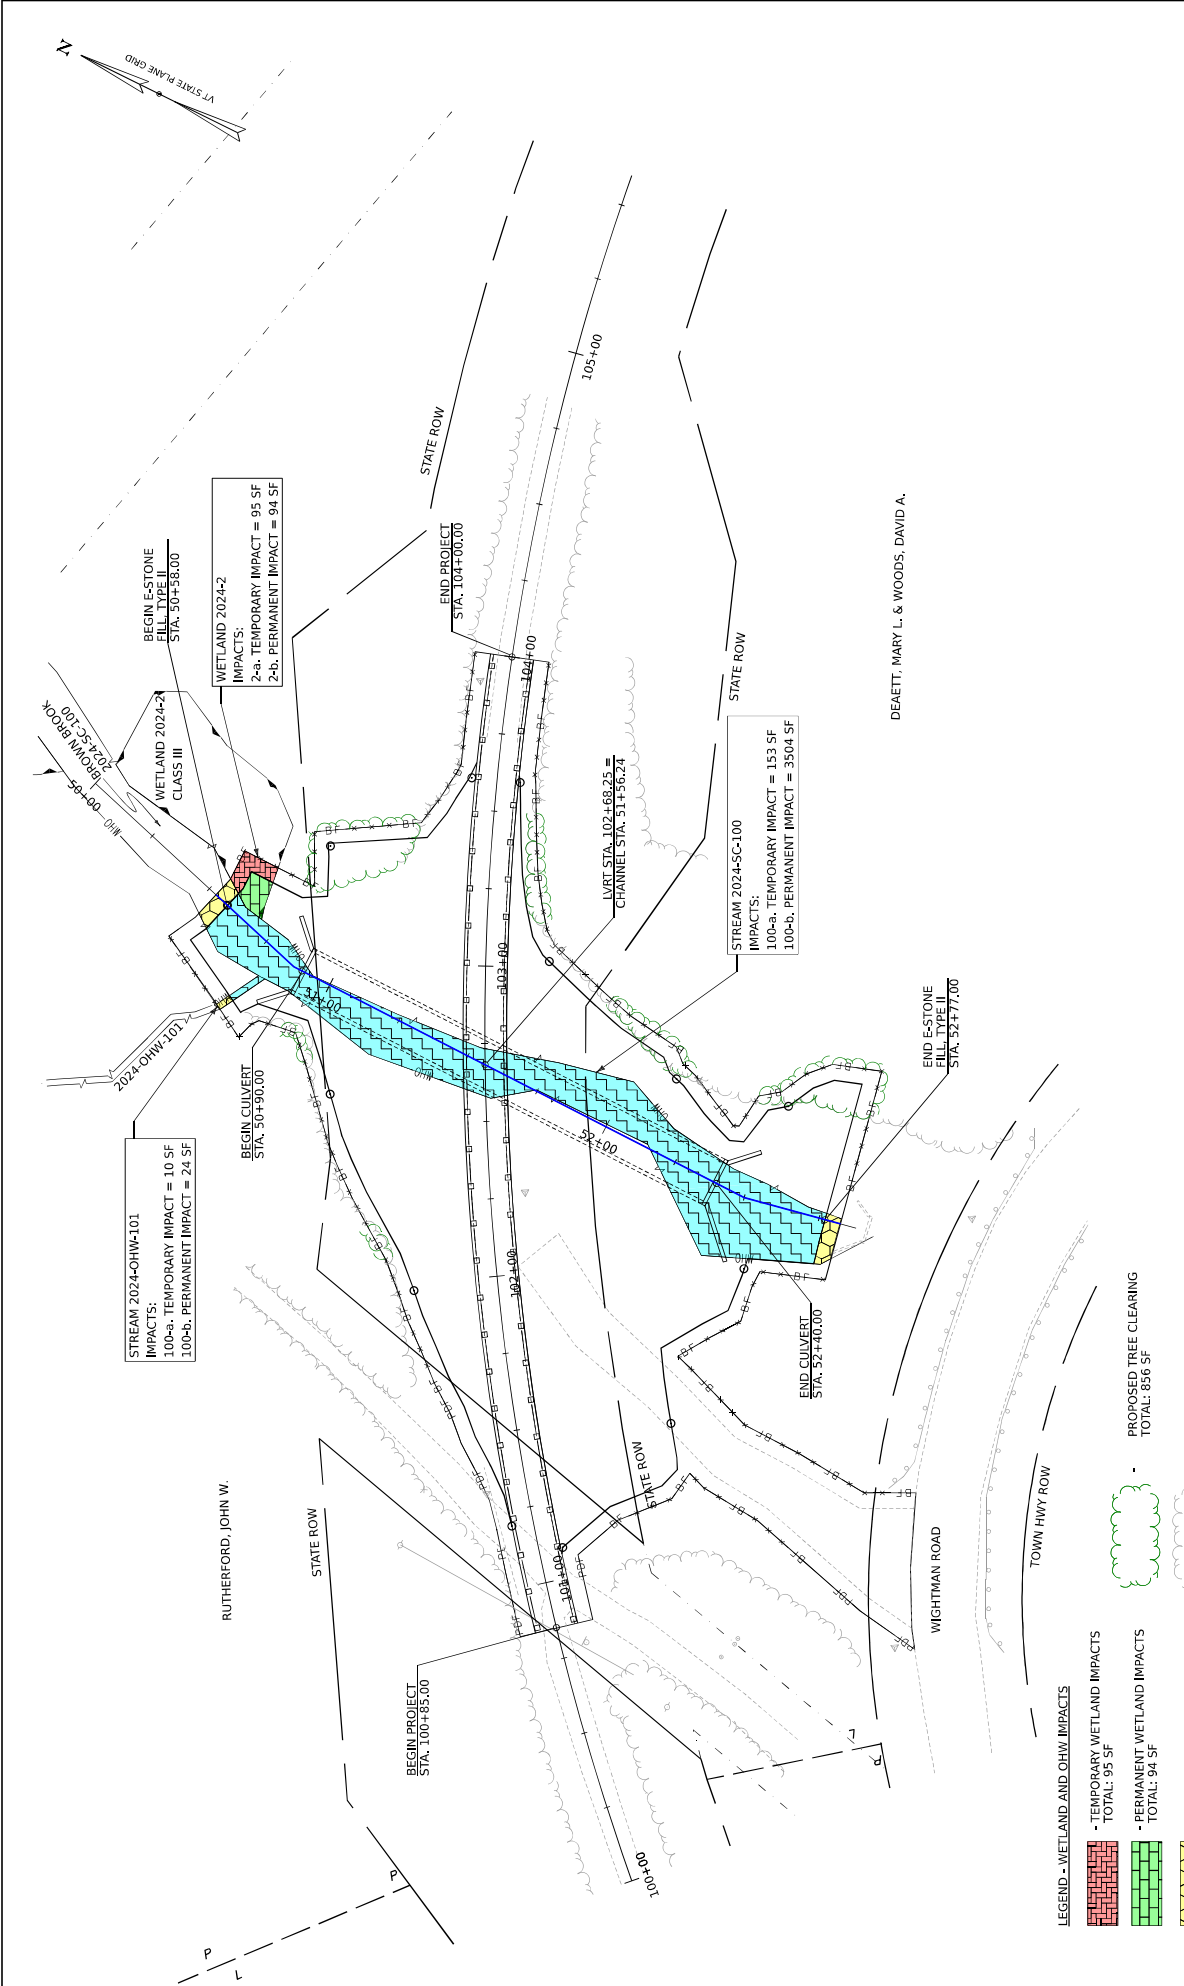 N
VT STATE PLANE GRID
BROWN BROOK
2024-SC-100
50+00
OHW
WETLAND 2024-2
CLASS III
BEGIN E-STONE
FILL, TYPE II
STA. 50+58.00
WETLAND 2024-2
IMPACTS:
2-a. TEMPORARY IMPACT = 95 SF
2-b. PERMANENT IMPACT = 94 SF
STATE ROW
END PROJECT
STA. 104+00.00
105+00
104+00
STATE ROW
DEAETT, MARY L. & WOODS, DAVID A.
LVRT STA. 102+68.25 =
CHANNEL STA. 51+56.24
STREAM 2024-SC-100
IMPACTS:
100-a. TEMPORARY IMPACT = 153 SF
100-b. PERMANENT IMPACT = 3504 SF
END E-STONE
FILL, TYPE II
STA. 52+77.00
2024-OHW-101
BEGIN CULVERT
STA. 50+90.00
STREAM 2024-OHW-101
IMPACTS:
100-a. TEMPORARY IMPACT = 10 SF
100-b. PERMANENT IMPACT = 24 SF
51+00
52+00
103+00
102+00
101+00
100+00
END CULVERT
STA. 52+40.00
RUTHERFORD, JOHN W.
STATE ROW
STATE ROW
BEGIN PROJECT
STA. 100+85.00
WIGHTMAN ROAD
TOWN HWY ROW
P
L
P
L
P
LEGEND - WETLAND AND OHW IMPACTS
- TEMPORARY WETLAND IMPACTS
TOTAL: 95 SF
- PERMANENT WETLAND IMPACTS
TOTAL: 94 SF
- PROPOSED TREE CLEARING
TOTAL: 856 SF